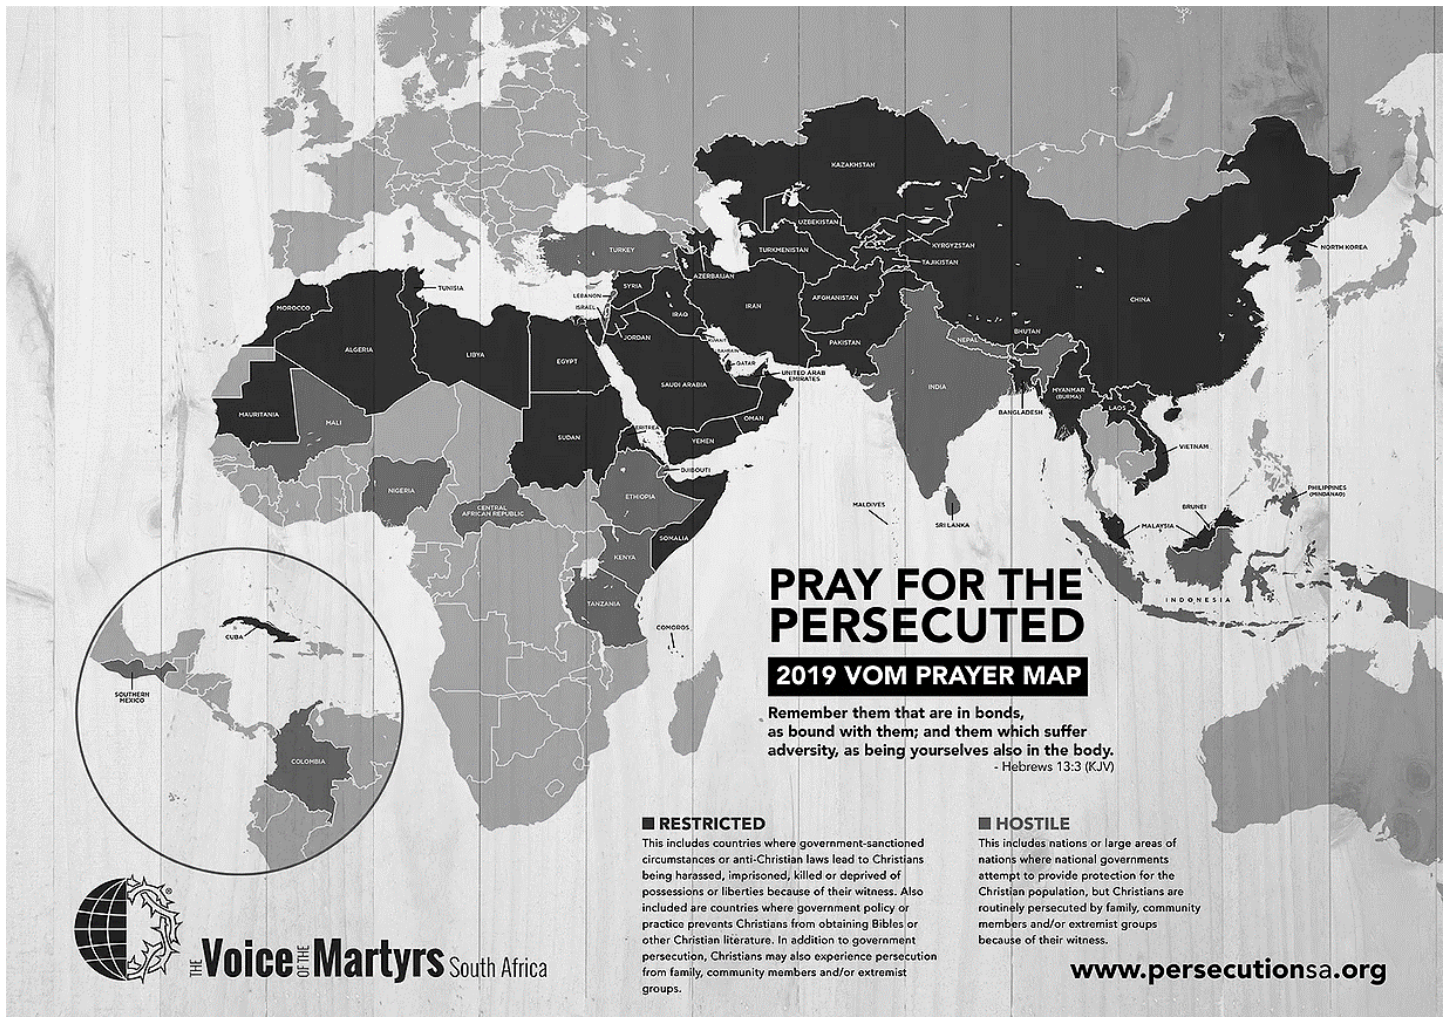 KAZAKHSTAN
UZBEKISTAN
TURKMENISTAN
KYRGYZSTAN
TAJIKISTAN
NORTH KOREA
TURKEY
AZERBAIJAN
TUNISIA
MOROCCO
LEBANON
SYRIA
ISRAEL
IRAQ
IRAN
AFGHANISTAN
CHINA
ALGERIA
LIBYA
EGYPT
JORDAN
KUWAIT
BAHRAIN
QATAR
PAKISTAN
NEPAL
BHUTAN
UNITED ARAB
EMIRATES
SAUDI ARABIA
INDIA
MYANMAR
(BURMA)
LAOS
BANGLADESH
MAURITANIA
MALI
SUDAN
ERITREA
OMAN
YEMEN
VIETNAM
DJIBOUTI
NIGERIA
ETHIOPIA
CENTRAL
AFRICAN REPUBLIC
MALDIVES
SRI LANKA
PHILIPPINES
(MINDANAO)
BRUNEI
MALAYSIA
SOMALIA
KENYA
TANZANIA
INDONESIA
COMOROS
CUBA
SOUTHERN
MEXICO
COLOMBIA
PRAY FOR THE
PERSECUTED
2019 VOM PRAYER MAP
Remember them that are in bonds,
as bound with them; and them which suffer
adversity, as being yourselves also in the body.
- Hebrews 13:3 (KJV)
RESTRICTED
This includes countries where government-sanctioned
circumstances or anti-Christian laws lead to Christians
being harassed, imprisoned, killed or deprived of
possessions or liberties because of their witness. Also
included are countries where government policy or
practice prevents Christians from obtaining Bibles or
other Christian literature. In addition to government
persecution, Christians may also experience persecution
from family, community members and/or extremist
groups.
HOSTILE
This includes nations or large areas of
nations where national governments
attempt to provide protection for the
Christian population, but Christians are
routinely persecuted by family, community
members and/or extremist groups
because of their witness.
THE Voice OF THE Martyrs South Africa
®
www.persecutionsa.org